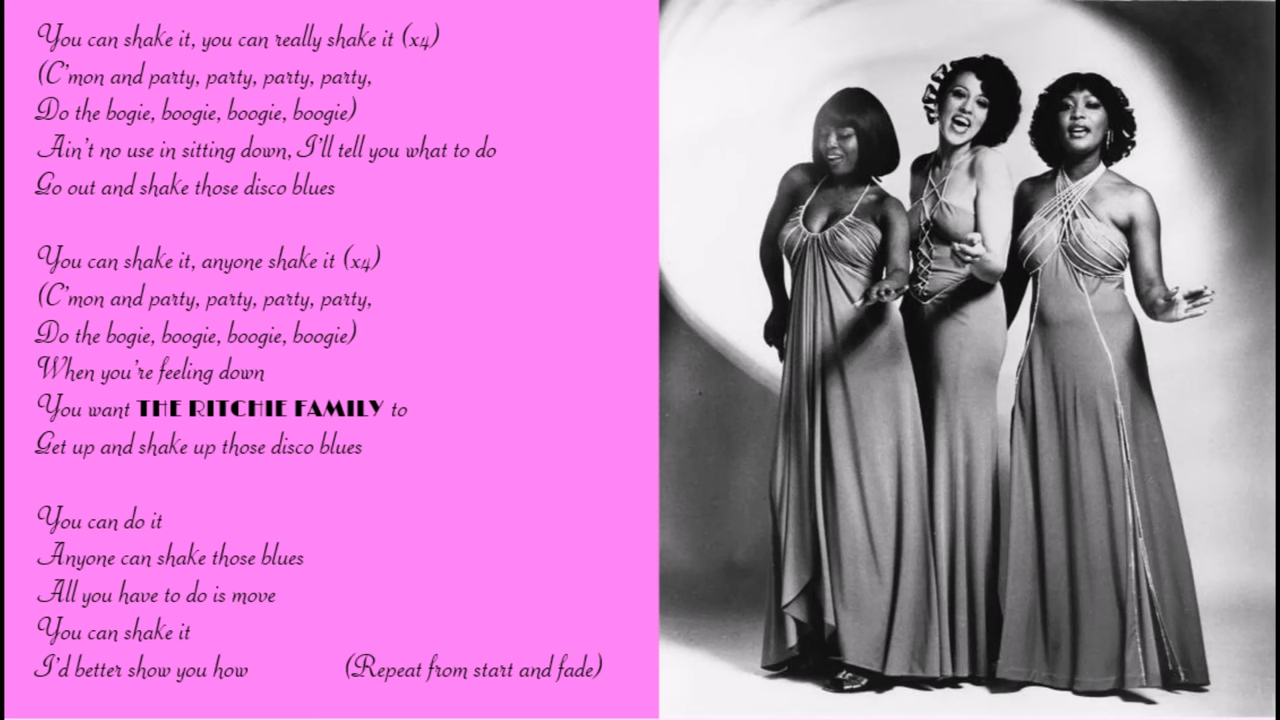 You can shake it, you can really shake it (x4)
(C'mon and party, party, party, party,
Do the bogie, boogie, boogie, boogie)
Ain't no use in sitting down, I'll tell you what to do
Go out and shake those disco blues
You can shake it, anyone shake it (x4)
(C'mon and party, party, party, party,
Do the bogie, boogie, boogie, boogie)
When you're feeling down
You want THE RITCHIE FAMILY to
Get up and shake up those disco blues
You can do it
Anyone can shake those blues
All you have to do is move
You can shake it
I'd better show you how (Repeat from start and fade)